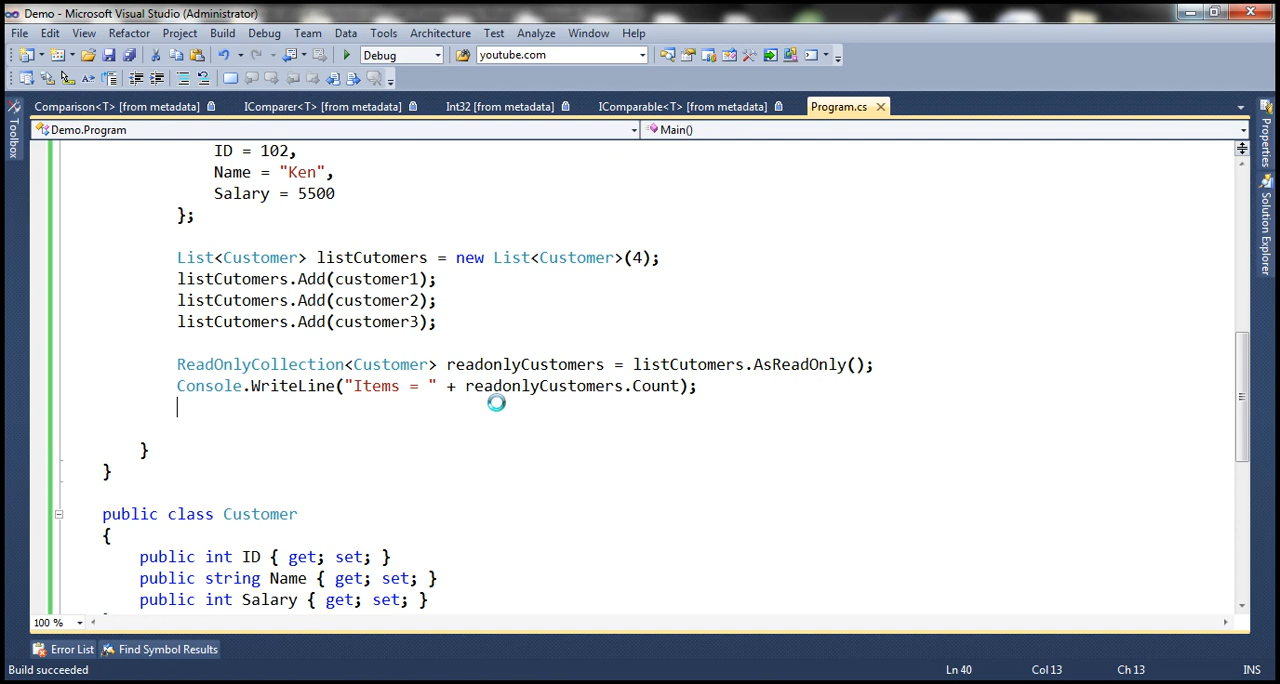 Demo - Microsoft Visual Studio (Administrator)
File Edit View Refactor Project Build Debug Team Data Tools Architecture Test Analyze Window Help
Debug youtube.com
Comparison<T> [from metadata] IComparer<T> [from metadata] Int32 [from metadata] IComparable<T> [from metadata] Program.cs
Demo.Program Main()
Toolbox
Properties
Solution Explorer
ID = 102,
Name = "Ken",
Salary = 5500
};
List<Customer> listCutomers = new List<Customer>(4);
listCutomers.Add(customer1);
listCutomers.Add(customer2);
listCutomers.Add(customer3);
ReadOnlyCollection<Customer> readonlyCustomers = listCutomers.AsReadOnly();
Console.WriteLine("Items = " + readonlyCustomers.Count);
}
}
public class Customer
{
public int ID { get; set; }
public string Name { get; set; }
public int Salary { get; set; }
100 %
Error List Find Symbol Results
Build succeeded Ln 40 Col 13 Ch 13 INS